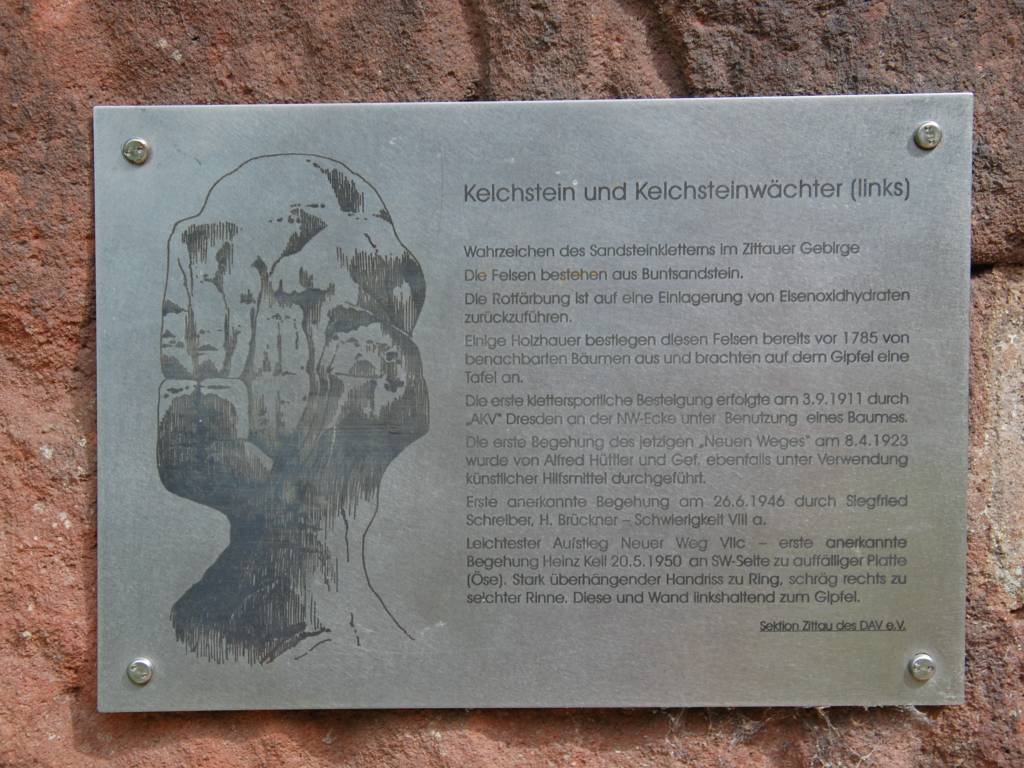 Kelchstein und Kelchsteinwächter (links)
Wahrzeichen des Sandsteinkletterns im Zittauer Gebirge
Die Felsen bestehen aus Buntsandstein.
Die Rotfärbung ist auf eine Einlagerung von Eisenoxidhydraten
zurückzuführen.
Einige Holzhauer bestiegen diesen Felsen bereits vor 1785 von
benachbarten Bäumen aus und brachten auf dem Gipfel eine
Tafel an.
Die erste klettersportliche Besteigung erfolgte am 3.9.1911 durch
„AKV" Dresden an der NW-Ecke unter Benutzung eines Baumes.
Die erste Begehung des jetzigen „Neuen Weges" am 8.4.1923
wurde von Alfred Hüttler und Gef. ebenfalls unter Verwendung
künstlicher Hilfsmittel durchgeführt.
Erste anerkannte Begehung am 26.6.1946 durch Siegfried
Schreiber, H. Brückner – Schwierigkeit VIII a.
Leichtester Aufstieg Neuer Weg VIIc – erste anerkannte
Begehung Heinz Keil 20.5.1950 an SW-Seite zu auffälliger Platte
(Öse). Stark überhängender Handriss zu Ring, schräg rechts zu
seichter Rinne. Diese und Wand linkshaltend zum Gipfel.
Sektion Zittau des DAV e.V.